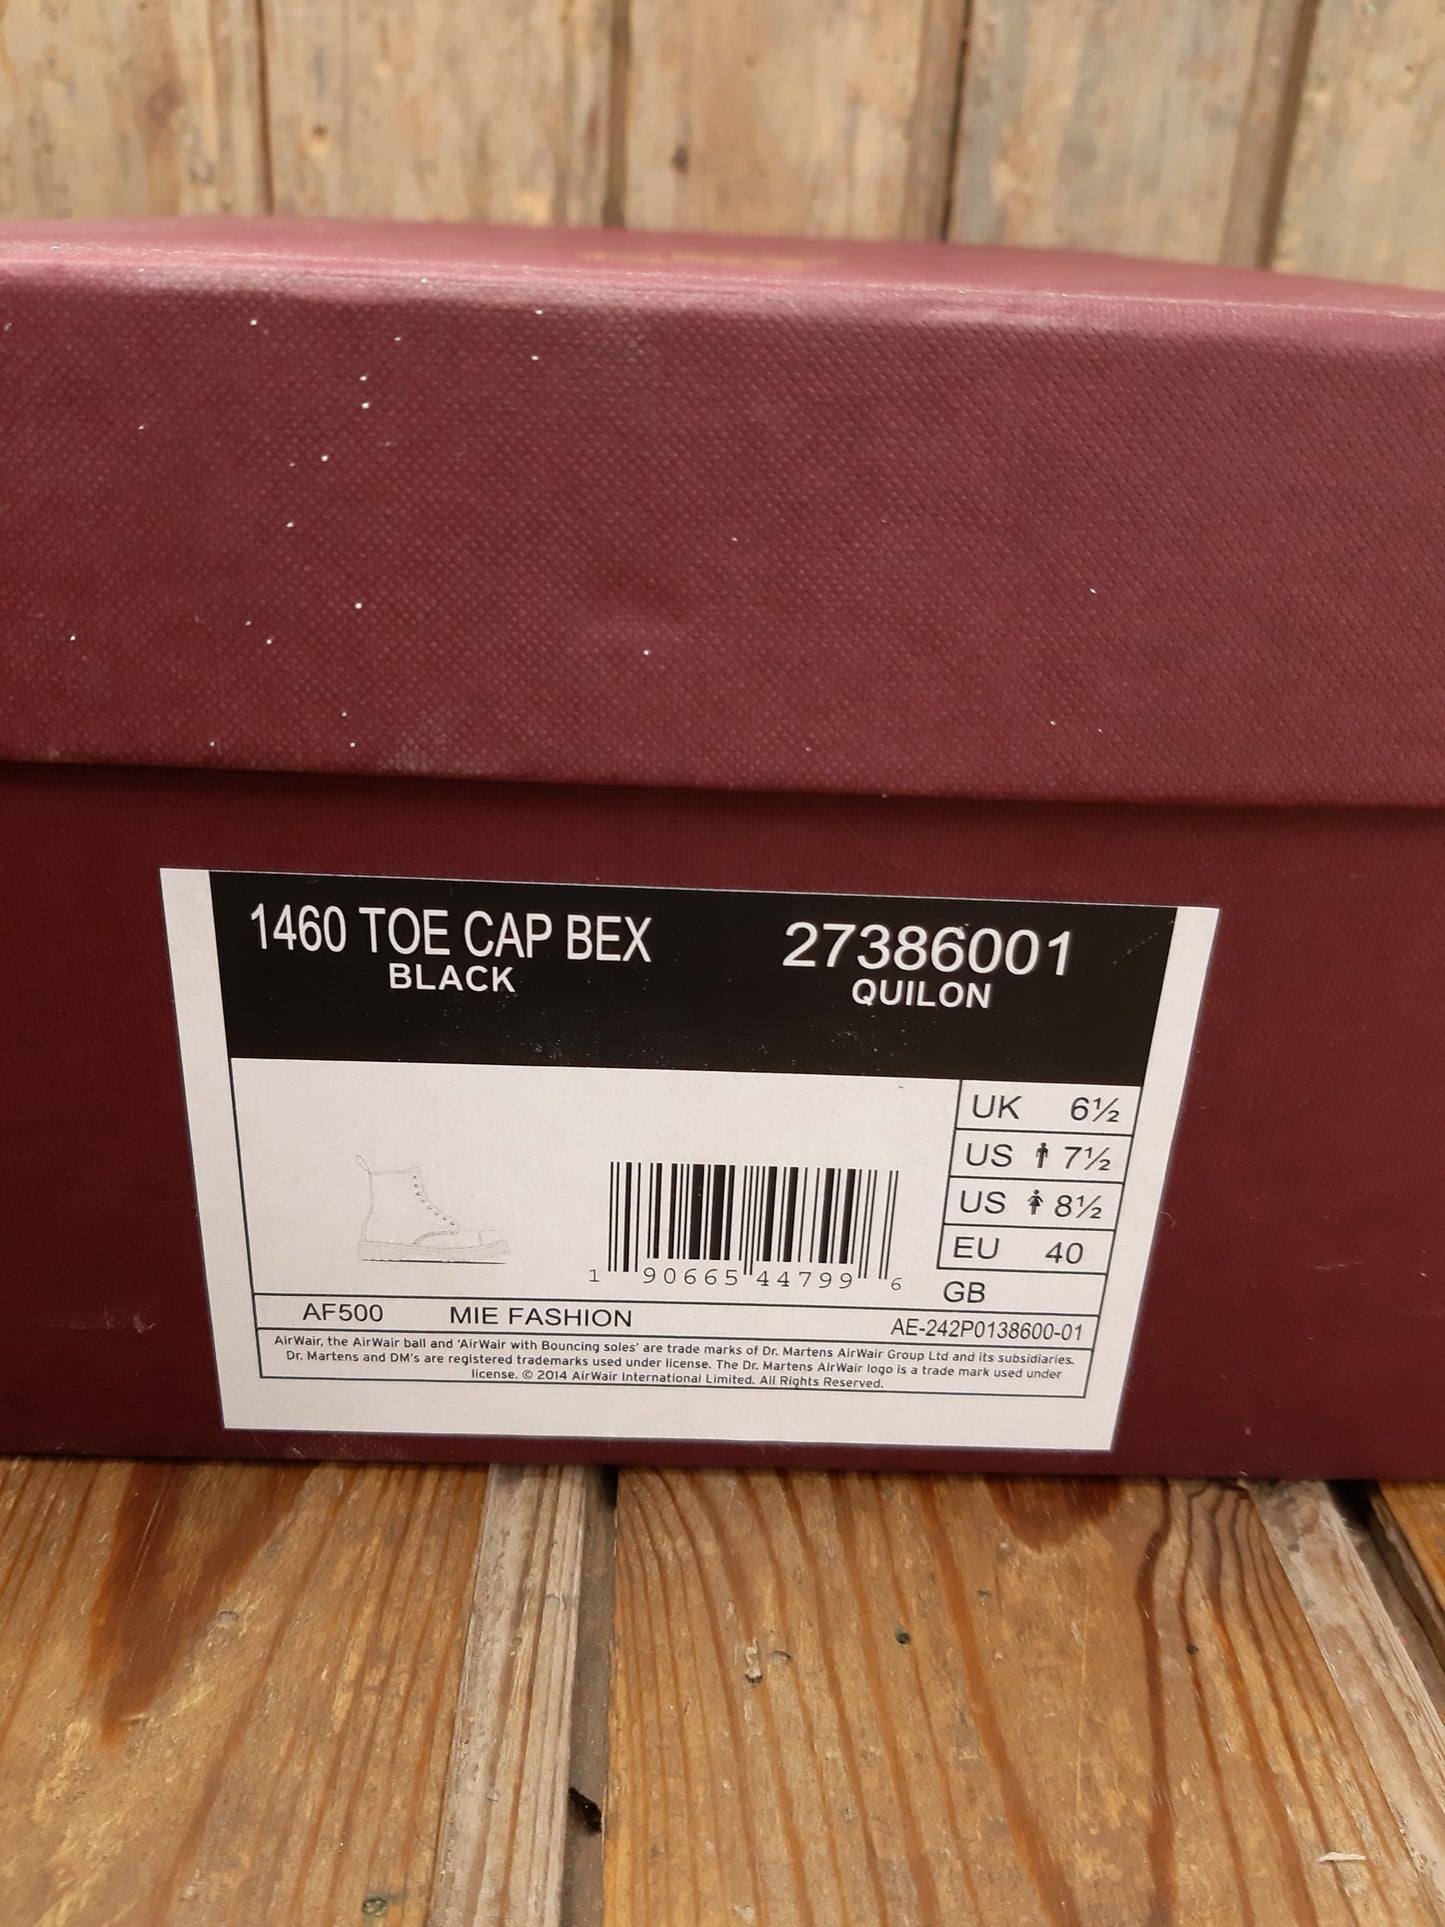 1460 TOE CAP BEX 27386001
BLACK QUILON
UK 6½
US 7½
US 8½
EU 40
1 90665 44799 6
GB
AF500 MIE FASHION AE-242P0138600-01
AirWair, the AirWair ball and ‘AirWair with Bouncing soles’ are trade marks of Dr. Martens AirWair Group Ltd and its subsidiaries.
Dr. Martens and DM's are registered trademarks used under license. The Dr. Martens AirWair logo is a trade mark used under
license. © 2014 AirWair International Limited. All Rights Reserved.